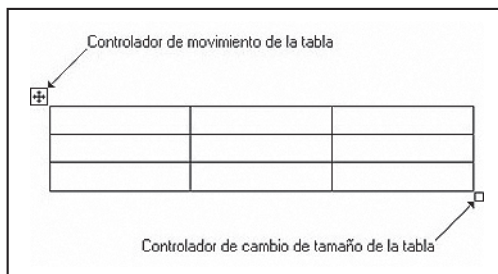 Controlador de movimiento de la tabla
Controlador de cambio de tamaño de la tabla